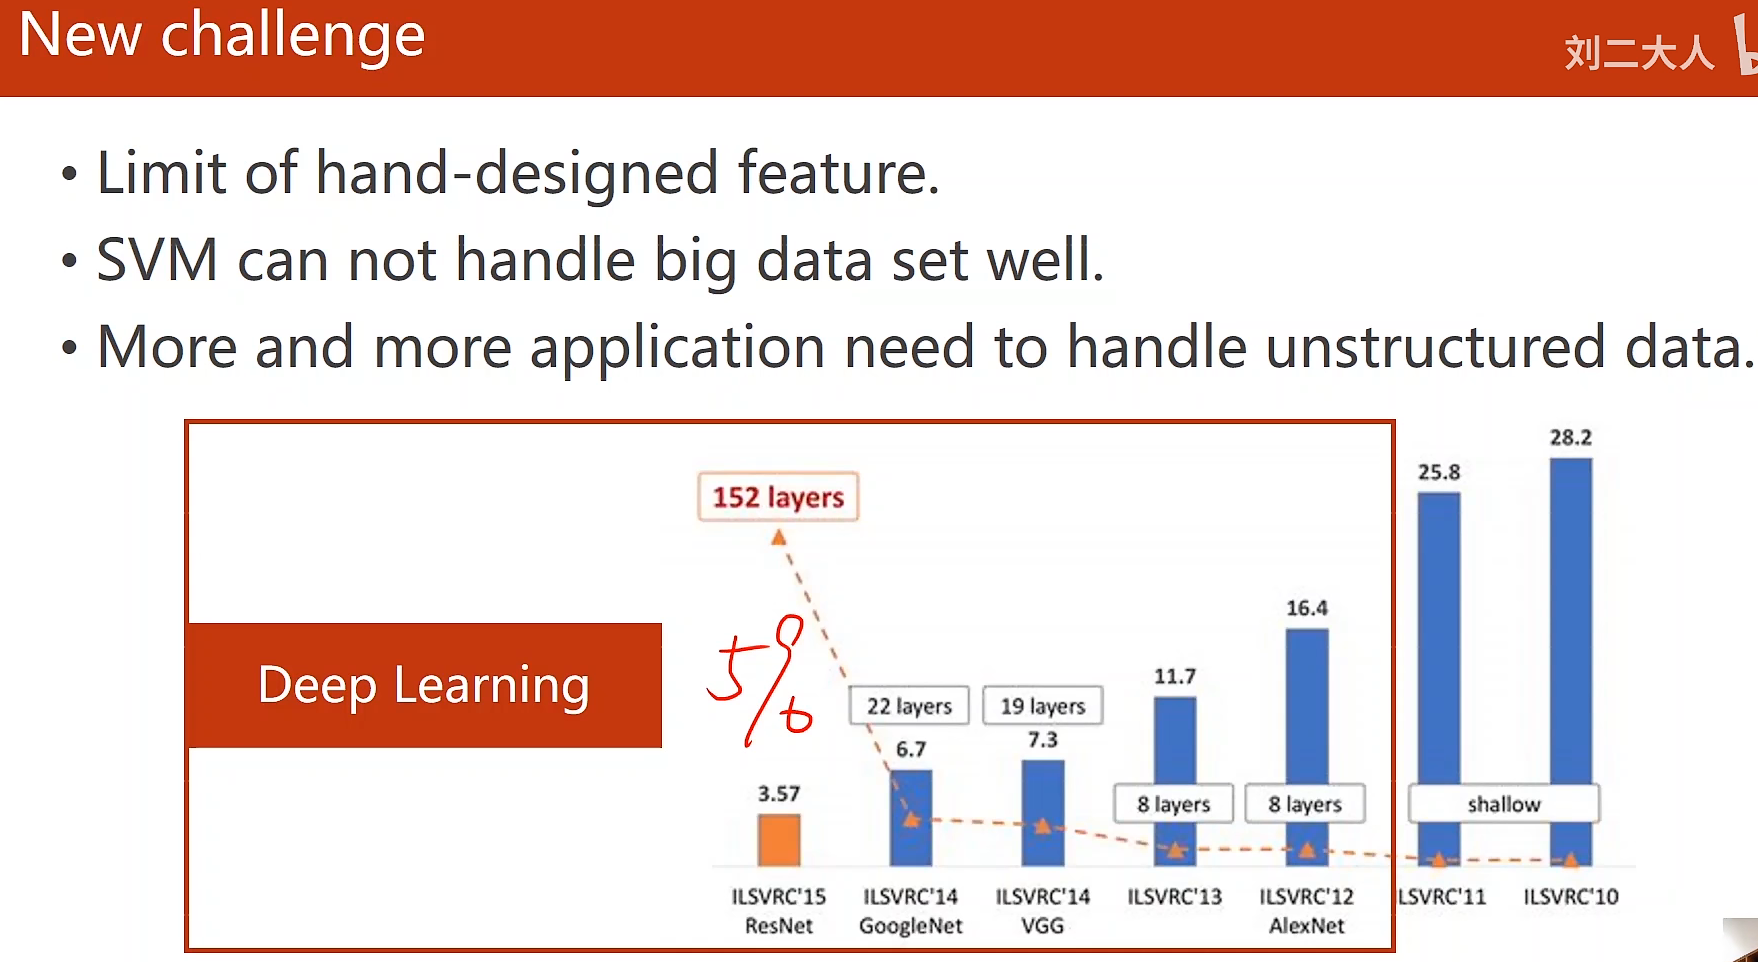 New challenge
刘二大人
• Limit of hand-designed feature.
• SVM can not handle big data set well.
• More and more application need to handle unstructured data.
28.2
25.8
152 layers
16.4
5%
11.7
Deep Learning
22 layers
19 layers
6.7
7.3
3.57
8 layers
8 layers
shallow
ILSVRC'15
ResNet
ILSVRC'14
GoogleNet
ILSVRC'14
VGG
ILSVRC'13
ILSVRC'12
AlexNet
LSVRC'11
ILSVRC'10